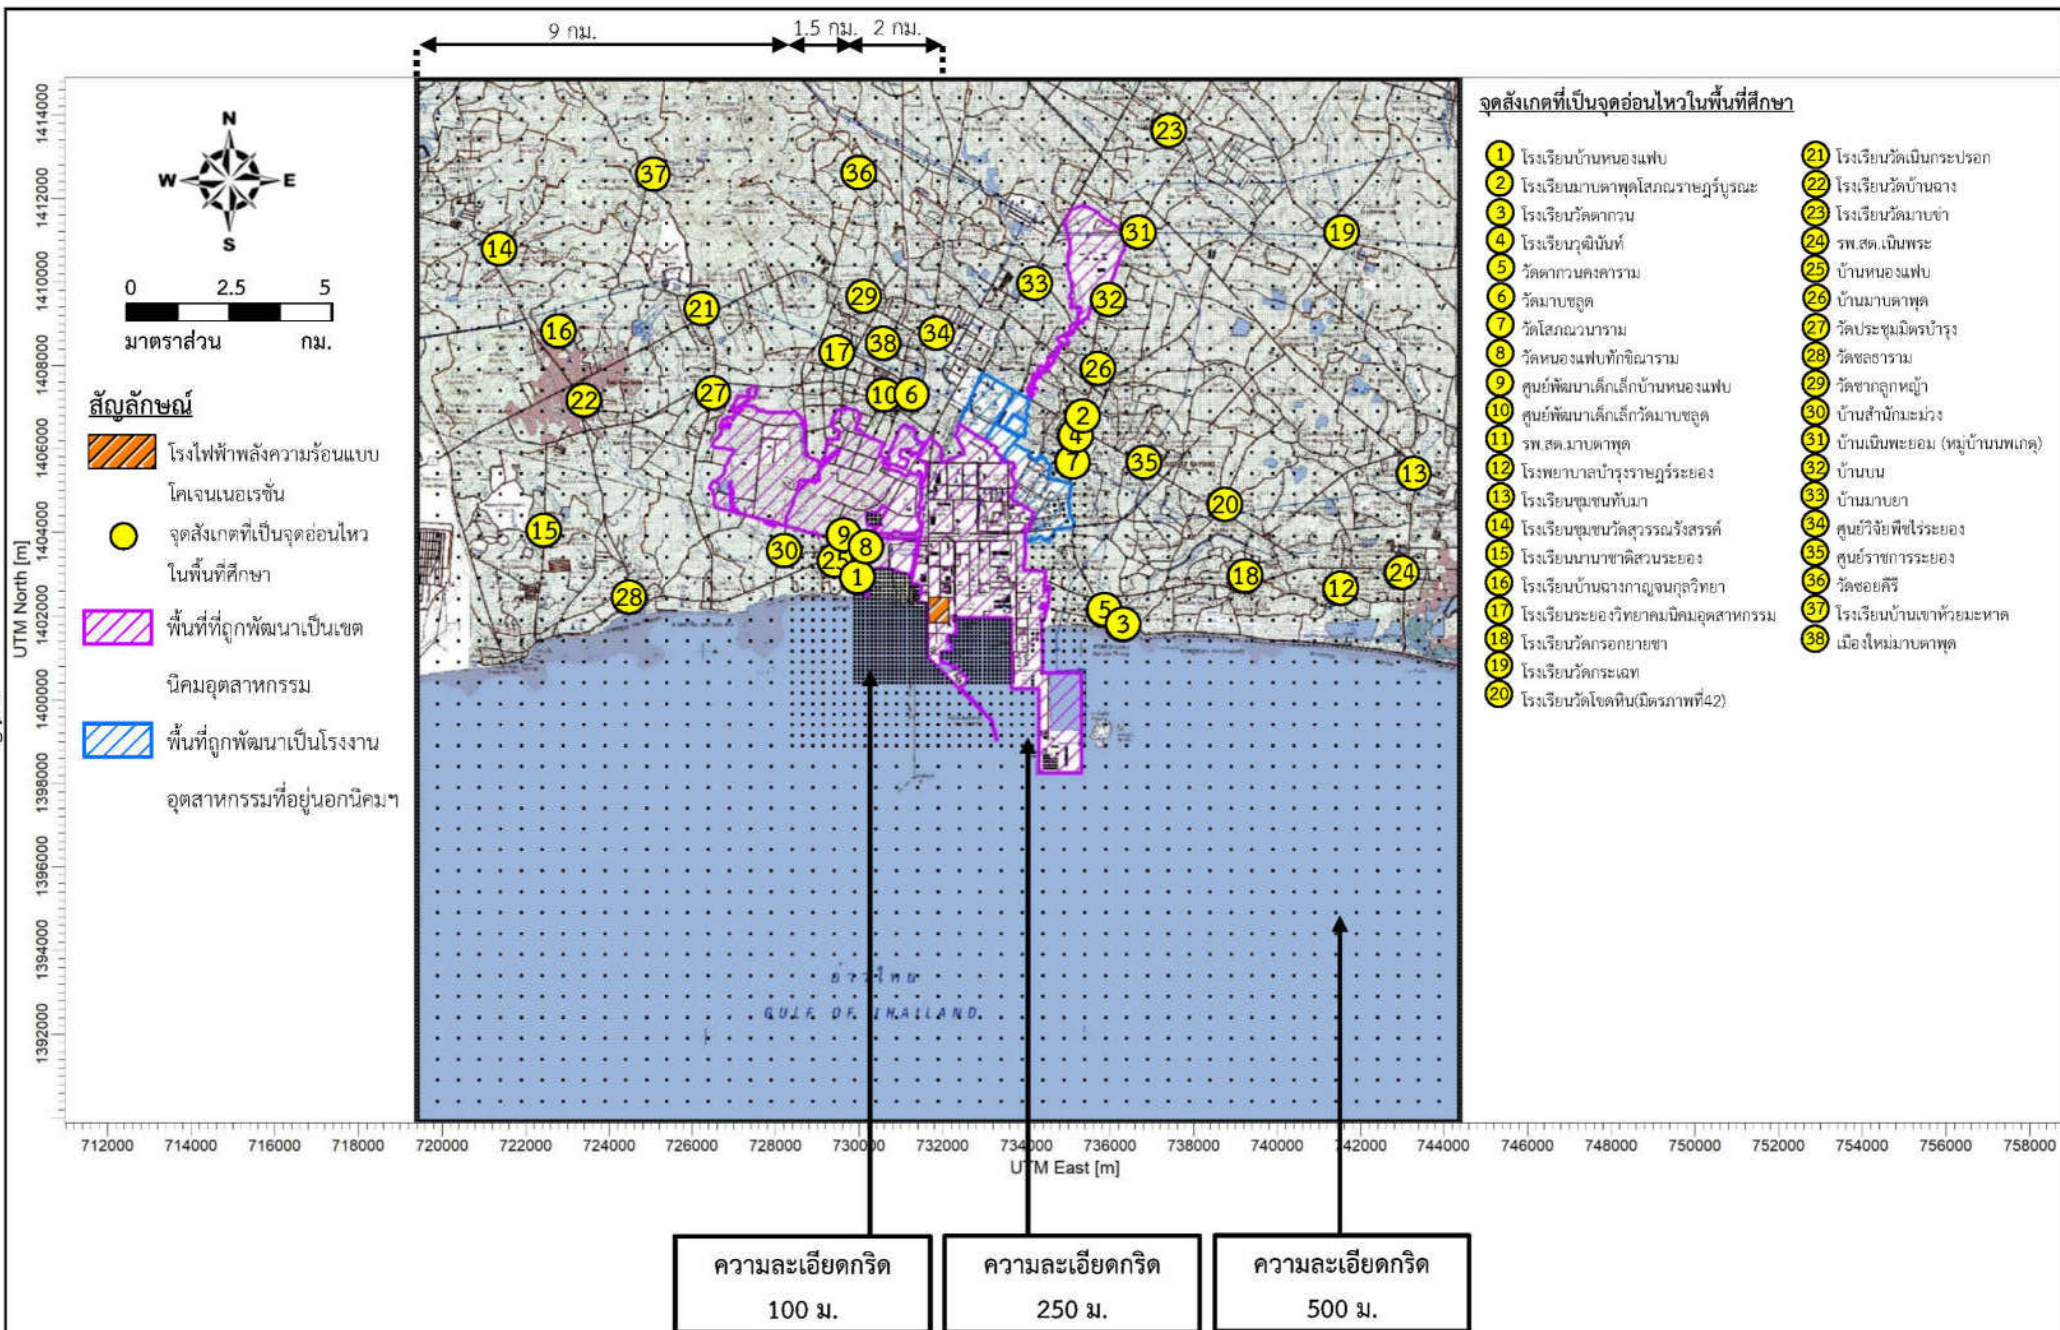 9 กม.
1.5 กม.
2 กม.
N
W E
S
0 2.5 5
มาตราส่วน กม.
สัญลักษณ์
โรงไฟฟ้าพลังความร้อนแบบ
โคเจนเนอเรชั่น
จุดสังเกตที่เป็นจุดอ่อนไหว
ในพื้นที่ศึกษา
พื้นที่ที่ถูกพัฒนาเป็นเขต
นิคมอุตสาหกรรม
พื้นที่ถูกพัฒนาเป็นโรงงาน
อุตสาหกรรมที่อยู่นอกนิคมฯ
UTM North [m]
1414000
1412000
1410000
1408000
1406000
1404000
1402000
1400000
1398000
1396000
1394000
1392000
23
37
36
14
31
19
33
29
32
21
16
34
38
17
26
27
10
6
22
2
4
7
35
13
20
15
9
8
30
25
1
18
24
12
28
5
3
อ่าวไทย
GULF OF THAILAND
712000 714000 716000 718000 720000 722000 724000 726000 728000 730000 732000 734000 736000 738000 740000 742000 744000 746000 748000 750000 752000 754000 756000 758000
UTM East [m]
จุดสังเกตที่เป็นจุดอ่อนไหวในพื้นที่ศึกษา
1 โรงเรียนบ้านหนองแฟบ
2 โรงเรียนมาบตาพุดโสภณราษฎร์บูรณะ
3 โรงเรียนวัดตากวน
4 โรงเรียนวุฒินันท์
5 วัดตากวนคงคาราม
6 วัดมาบชลูด
7 วัดโสภณวนาราม
8 วัดหนองแฟบทักขิณาราม
9 ศูนย์พัฒนาเด็กเล็กบ้านหนองแฟบ
10 ศูนย์พัฒนาเด็กเล็กวัดมาบชลูด
11 รพ.สต.มาบตาพุด
12 โรงพยาบาลบำรุงราษฎร์ระยอง
13 โรงเรียนชุมชนทับมา
14 โรงเรียนชุมชนวัดสุวรรณรังสรรค์
15 โรงเรียนนานาชาติสวนระยอง
16 โรงเรียนบ้านฉางกาญจนกุลวิทยา
17 โรงเรียนระยองวิทยาคมนิคมอุตสาหกรรม
18 โรงเรียนวัดกรอกยายชา
19 โรงเรียนวัดกระเฉท
20 โรงเรียนวัดโขดหิน(มิตรภาพที่42)
21 โรงเรียนวัดเนินกระปรอก
22 โรงเรียนวัดบ้านฉาง
23 โรงเรียนวัดมาบข่า
24 รพ.สต.เนินพระ
25 บ้านหนองแฟบ
26 บ้านมาบตาพุด
27 วัดประชุมมิตรบำรุง
28 วัดชลธาราม
29 วัดชากลูกหญ้า
30 บ้านสำนักมะม่วง
31 บ้านเนินพะยอม (หมู่บ้านนพเกตุ)
32 บ้านบน
33 บ้านมาบยา
34 ศูนย์วิจัยพืชไร่ระยอง
35 ศูนย์ราชการระยอง
36 วัดซอยคีรี
37 โรงเรียนบ้านเขาห้วยมะหาด
38 เมืองใหม่มาบตาพุด
ความละเอียดกริด
100 ม.
ความละเอียดกริด
250 ม.
ความละเอียดกริด
500 ม.